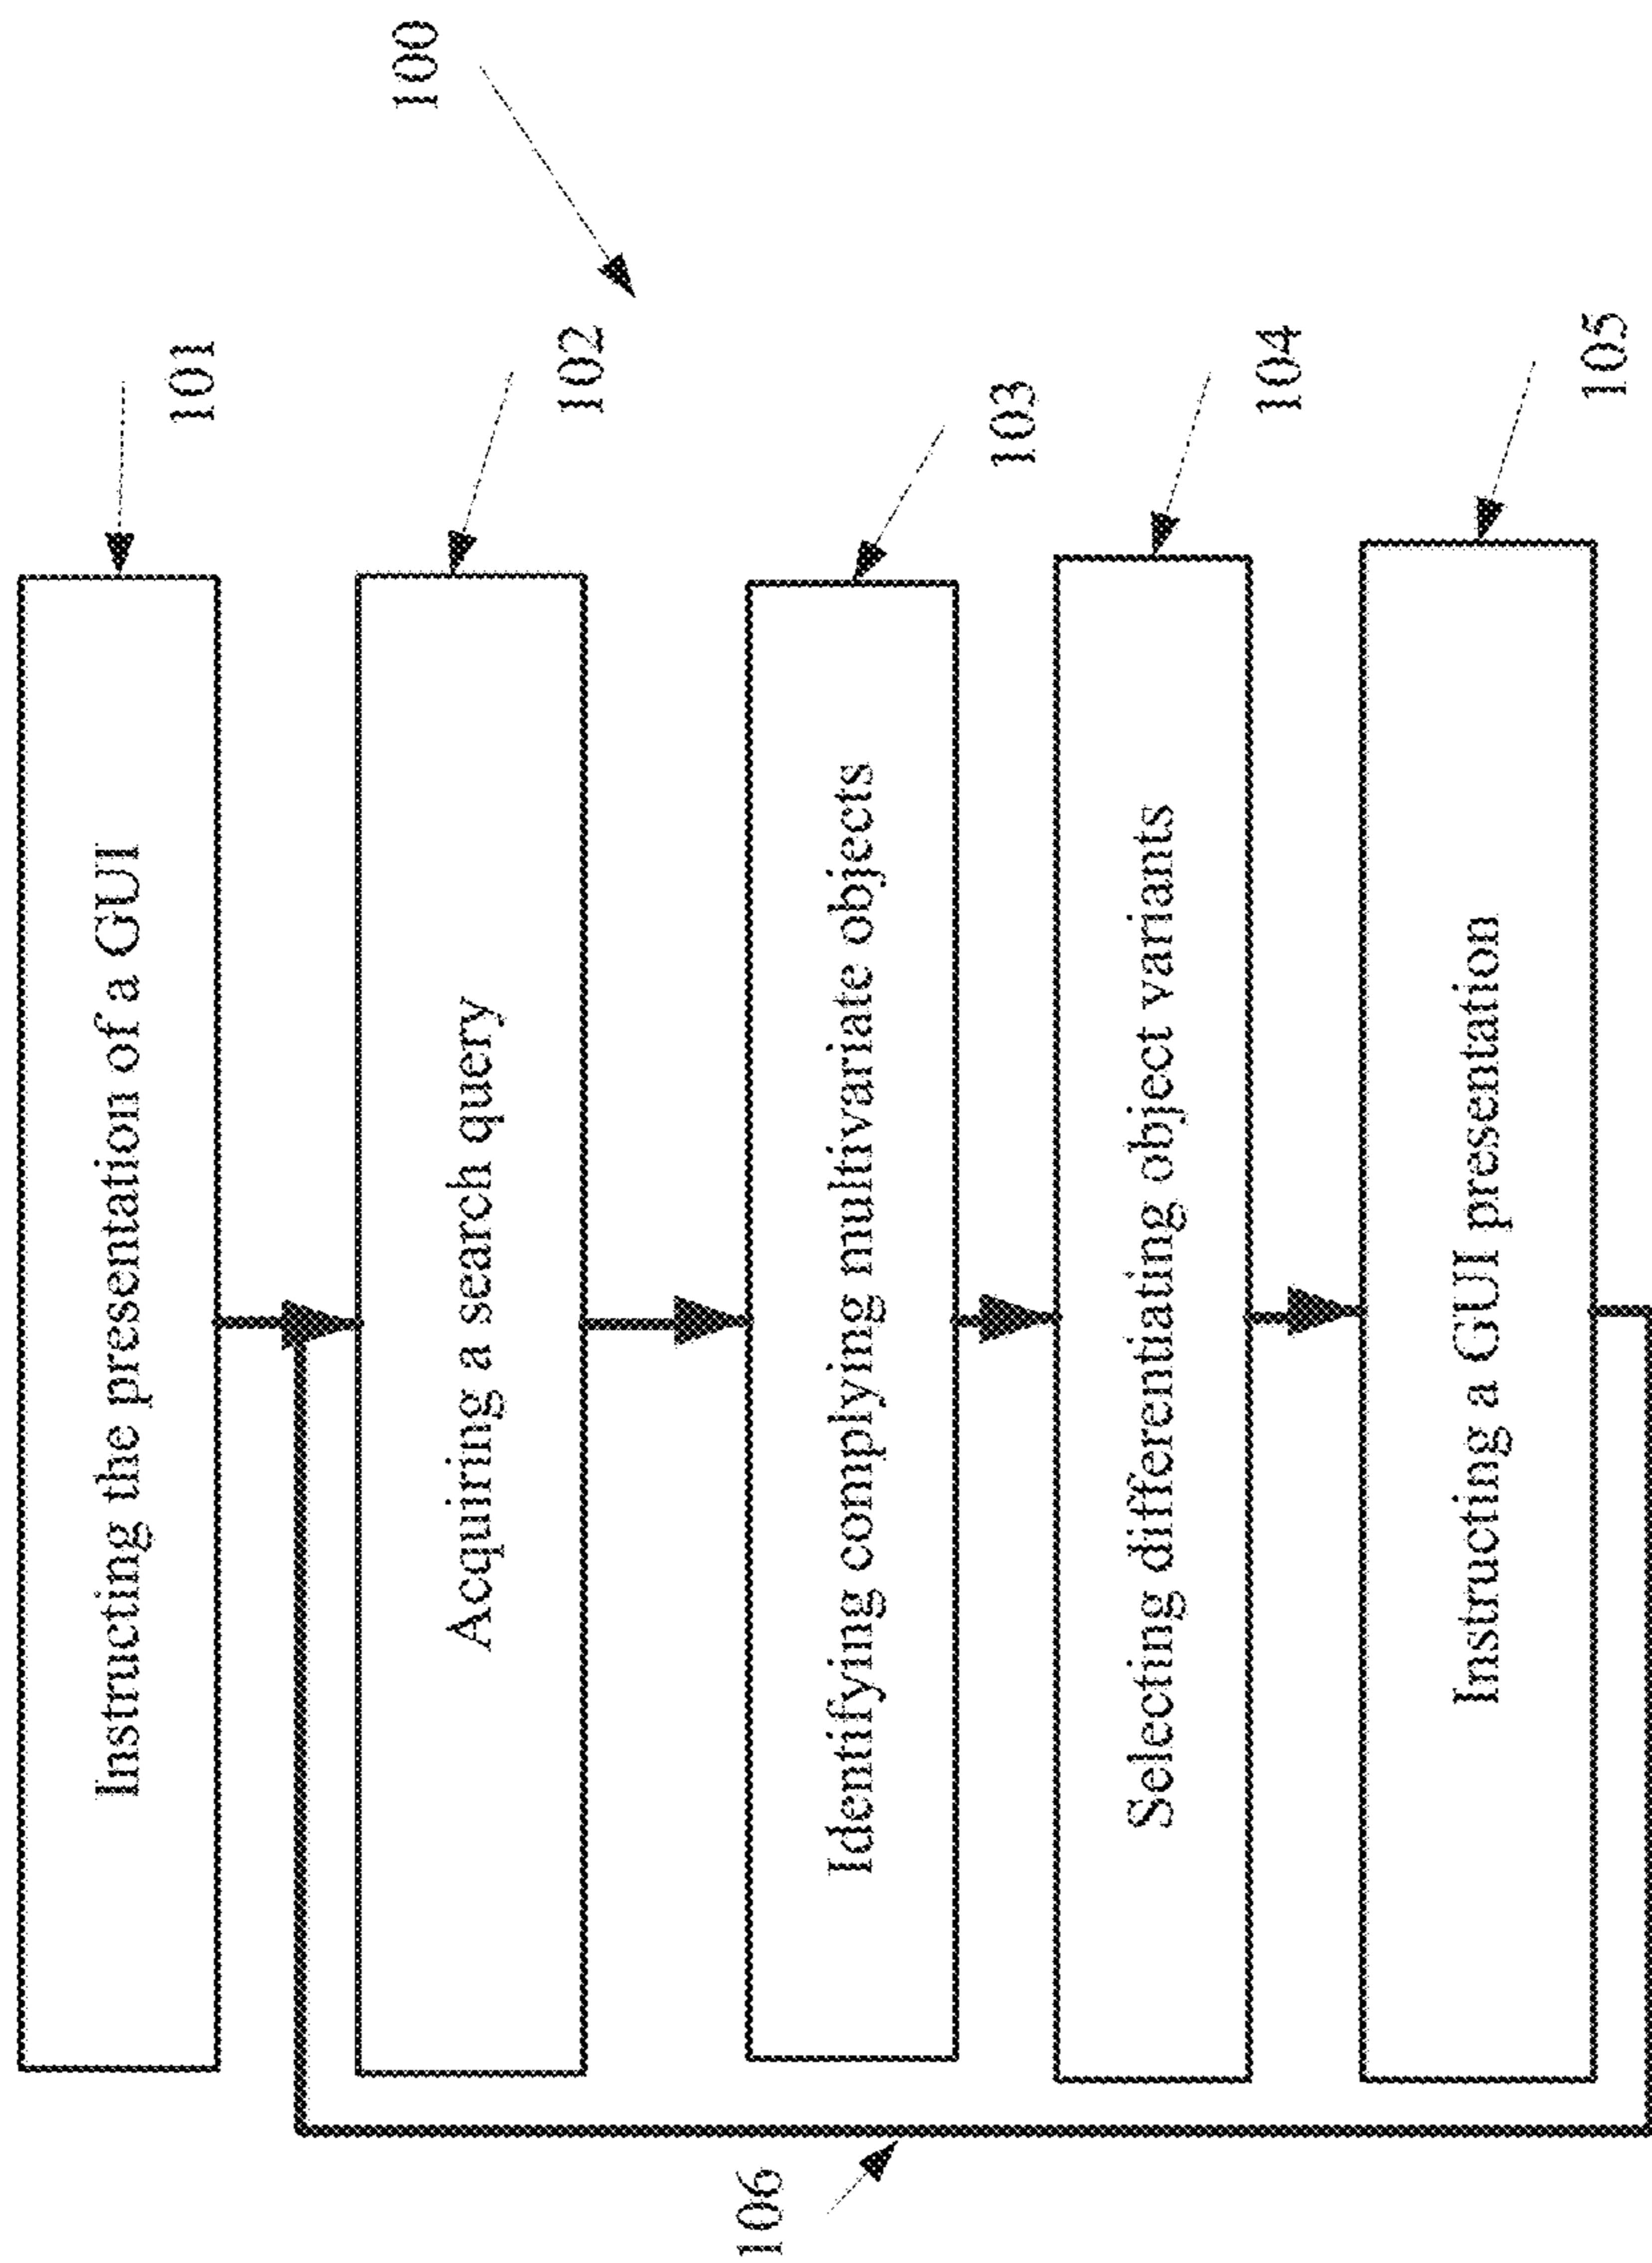 100
101
Instructing the presentation of a GUI
102
Acquiring a search query
103
Identifying complying multivariate objects
104
Selecting differentiating object variants
105
Instructing a GUI presentation
106